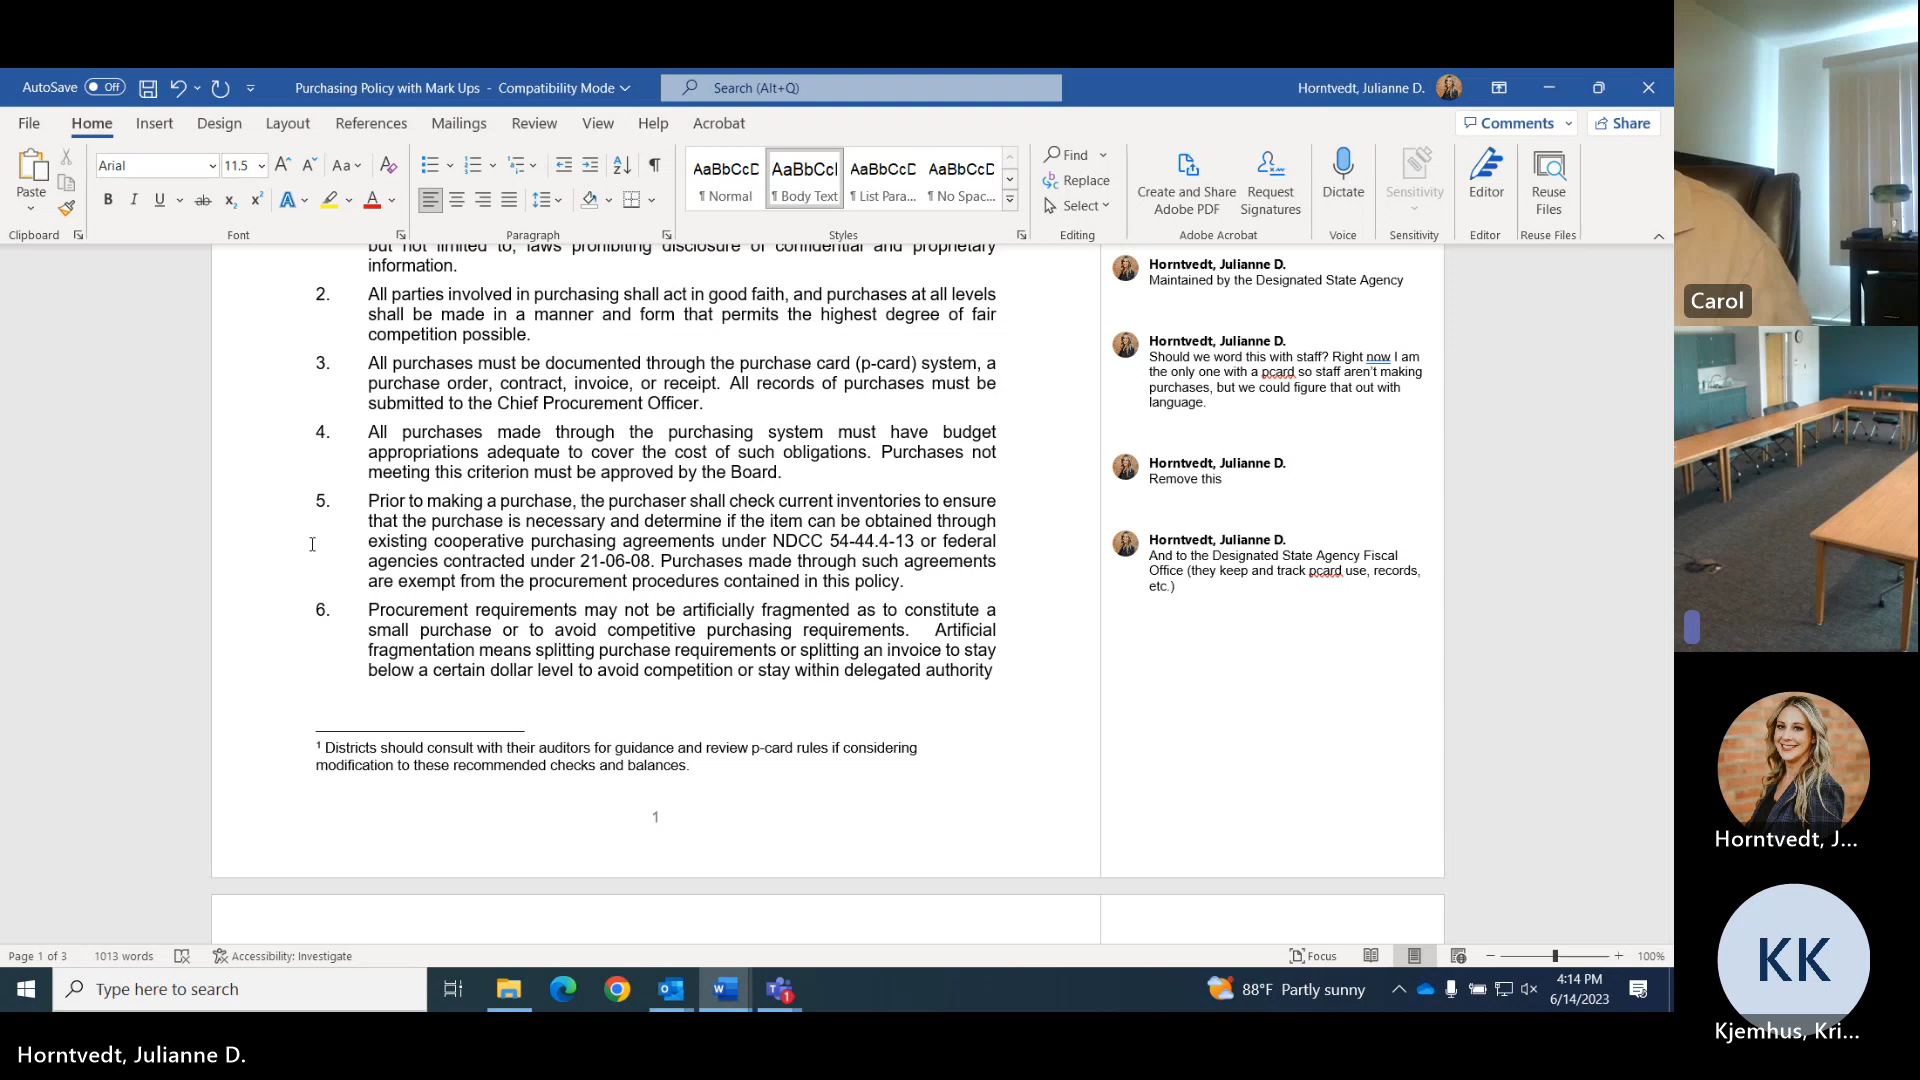 AutoSave Off
Purchasing Policy with Mark Ups - Compatibility Mode
Search (Alt+Q)
Horntvedt, Julianne D.
File Home Insert Design Layout References Mailings Review View Help Acrobat
Comments
Share
Paste
Clipboard
Arial
11.5
Aa
B I U ab x₂ x² A A
Font
Paragraph
AaBbCcD
¶ Normal
AaBbCcI
¶ Body Text
AaBbCcD
¶ List Para...
AaBbCcD
¶ No Spac...
Styles
Find
Replace
Select
Editing
Create and Share
Adobe PDF
Request
Signatures
Adobe Acrobat
Dictate
Voice
Sensitivity
Sensitivity
Editor
Editor
Reuse
Files
Reuse Files
but not limited to, laws prohibiting disclosure of confidential and proprietary
information.
2. All parties involved in purchasing shall act in good faith, and purchases at all levels
shall be made in a manner and form that permits the highest degree of fair
competition possible.
3. All purchases must be documented through the purchase card (p-card) system, a
purchase order, contract, invoice, or receipt. All records of purchases must be
submitted to the Chief Procurement Officer.
4. All purchases made through the purchasing system must have budget
appropriations adequate to cover the cost of such obligations. Purchases not
meeting this criterion must be approved by the Board.
5. Prior to making a purchase, the purchaser shall check current inventories to ensure
that the purchase is necessary and determine if the item can be obtained through
existing cooperative purchasing agreements under NDCC 54-44.4-13 or federal
agencies contracted under 21-06-08. Purchases made through such agreements
are exempt from the procurement procedures contained in this policy.
6. Procurement requirements may not be artificially fragmented as to constitute a
small purchase or to avoid competitive purchasing requirements. Artificial
fragmentation means splitting purchase requirements or splitting an invoice to stay
below a certain dollar level to avoid competition or stay within delegated authority
1 Districts should consult with their auditors for guidance and review p-card rules if considering
modification to these recommended checks and balances.
1
Horntvedt, Julianne D.
Maintained by the Designated State Agency
Horntvedt, Julianne D.
Should we word this with staff? Right now I am
the only one with a pcard so staff aren't making
purchases, but we could figure that out with
language.
Horntvedt, Julianne D.
Remove this
Horntvedt, Julianne D.
And to the Designated State Agency Fiscal
Office (they keep and track pcard use, records,
etc.)
Page 1 of 3
1013 words
Accessibility: Investigate
Focus
100%
Type here to search
88°F Partly sunny
4:14 PM
6/14/2023
Horntvedt, Julianne D.
Carol
Horntvedt, J...
KK
Kjemhus, Kri...